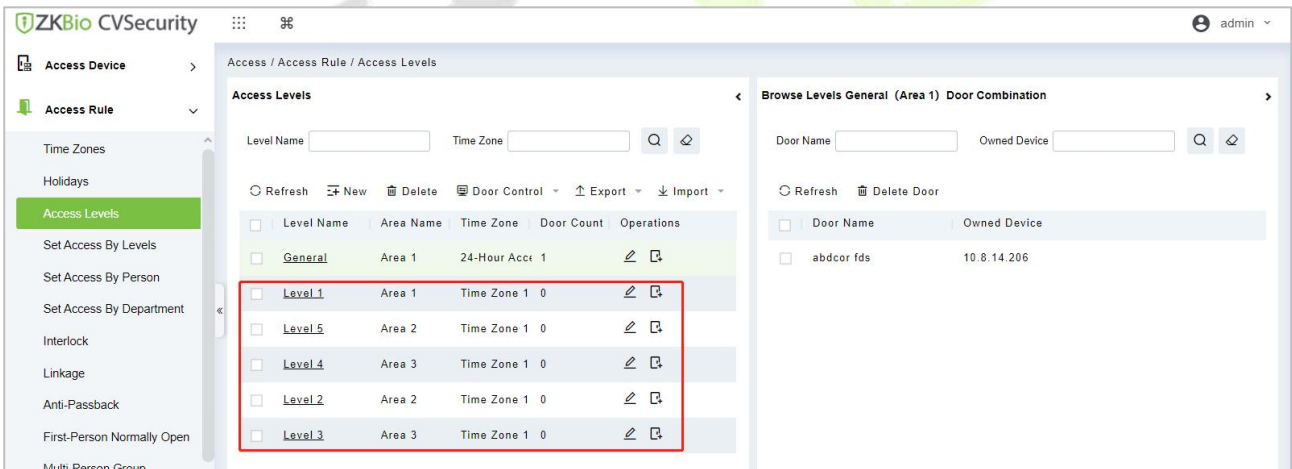 ZKBio CVSecurity
admin
Access Device
Access Rule
Time Zones
Holidays
Access Levels
Set Access By Levels
Set Access By Person
Set Access By Department
Interlock
Linkage
Anti-Passback
First-Person Normally Open
Multi-Person Group
Access / Access Rule / Access Levels
Access Levels
Level Name Time Zone
Refresh New Delete Door Control Export Import
Level Name Area Name Time Zone Door Count Operations
General Area 1 24-Hour Acce 1
Level 1 Area 1 Time Zone 1 0
Level 5 Area 2 Time Zone 1 0
Level 4 Area 3 Time Zone 1 0
Level 2 Area 2 Time Zone 1 0
Level 3 Area 3 Time Zone 1 0
Browse Levels General (Area 1) Door Combination
Door Name Owned Device
Refresh Delete Door
Door Name Owned Device
abdcor fds 10.8.14.206